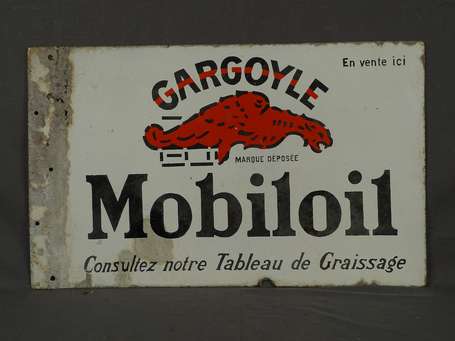 En vente ici
GARGOYLE
MARQUE DEPOSÉE
Mobiloil
Consultez notre Tableau de Graissage